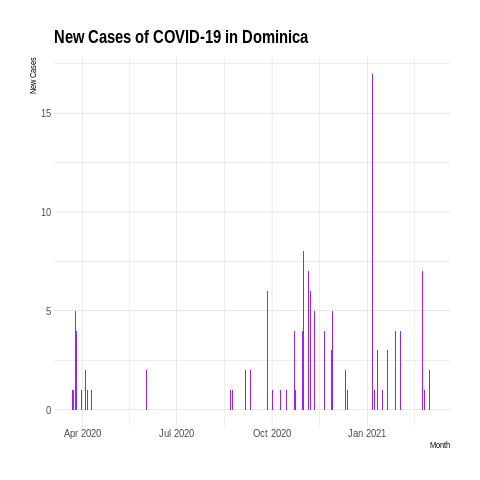 New Cases of COVID-19 in Dominica
New Cases
15
10
5
0
Apr 2020 Jul 2020 Oct 2020 Jan 2021
Month